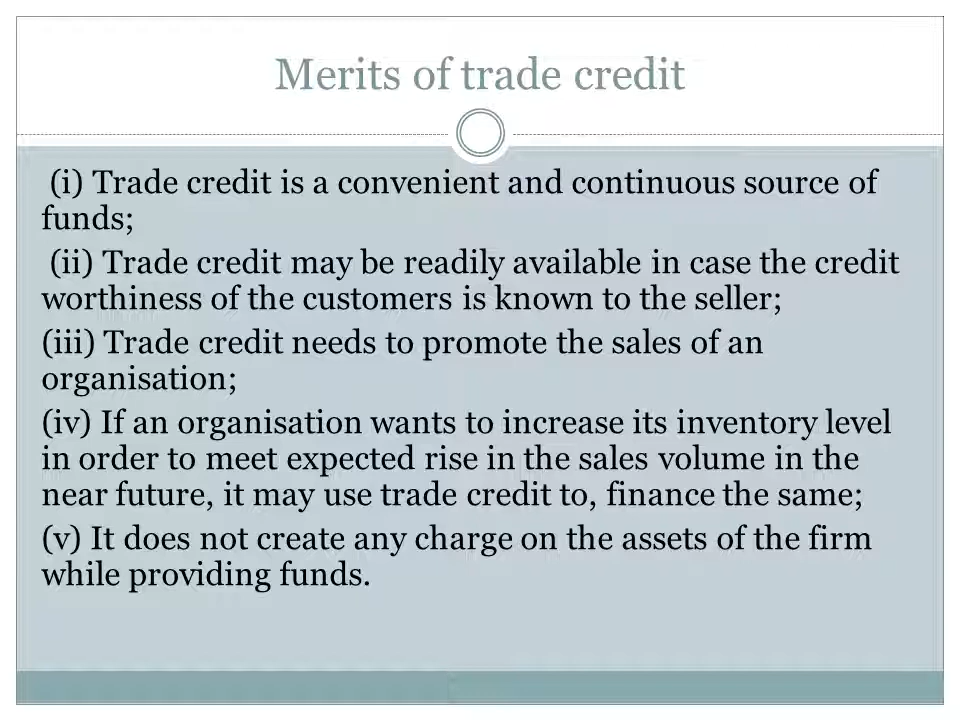 Merits of trade credit
(i) Trade credit is a convenient and continuous source of
funds;
(ii) Trade credit may be readily available in case the credit
worthiness of the customers is known to the seller;
(iii) Trade credit needs to promote the sales of an
organisation;
(iv) If an organisation wants to increase its inventory level
in order to meet expected rise in the sales volume in the
near future, it may use trade credit to, finance the same;
(v) It does not create any charge on the assets of the firm
while providing funds.